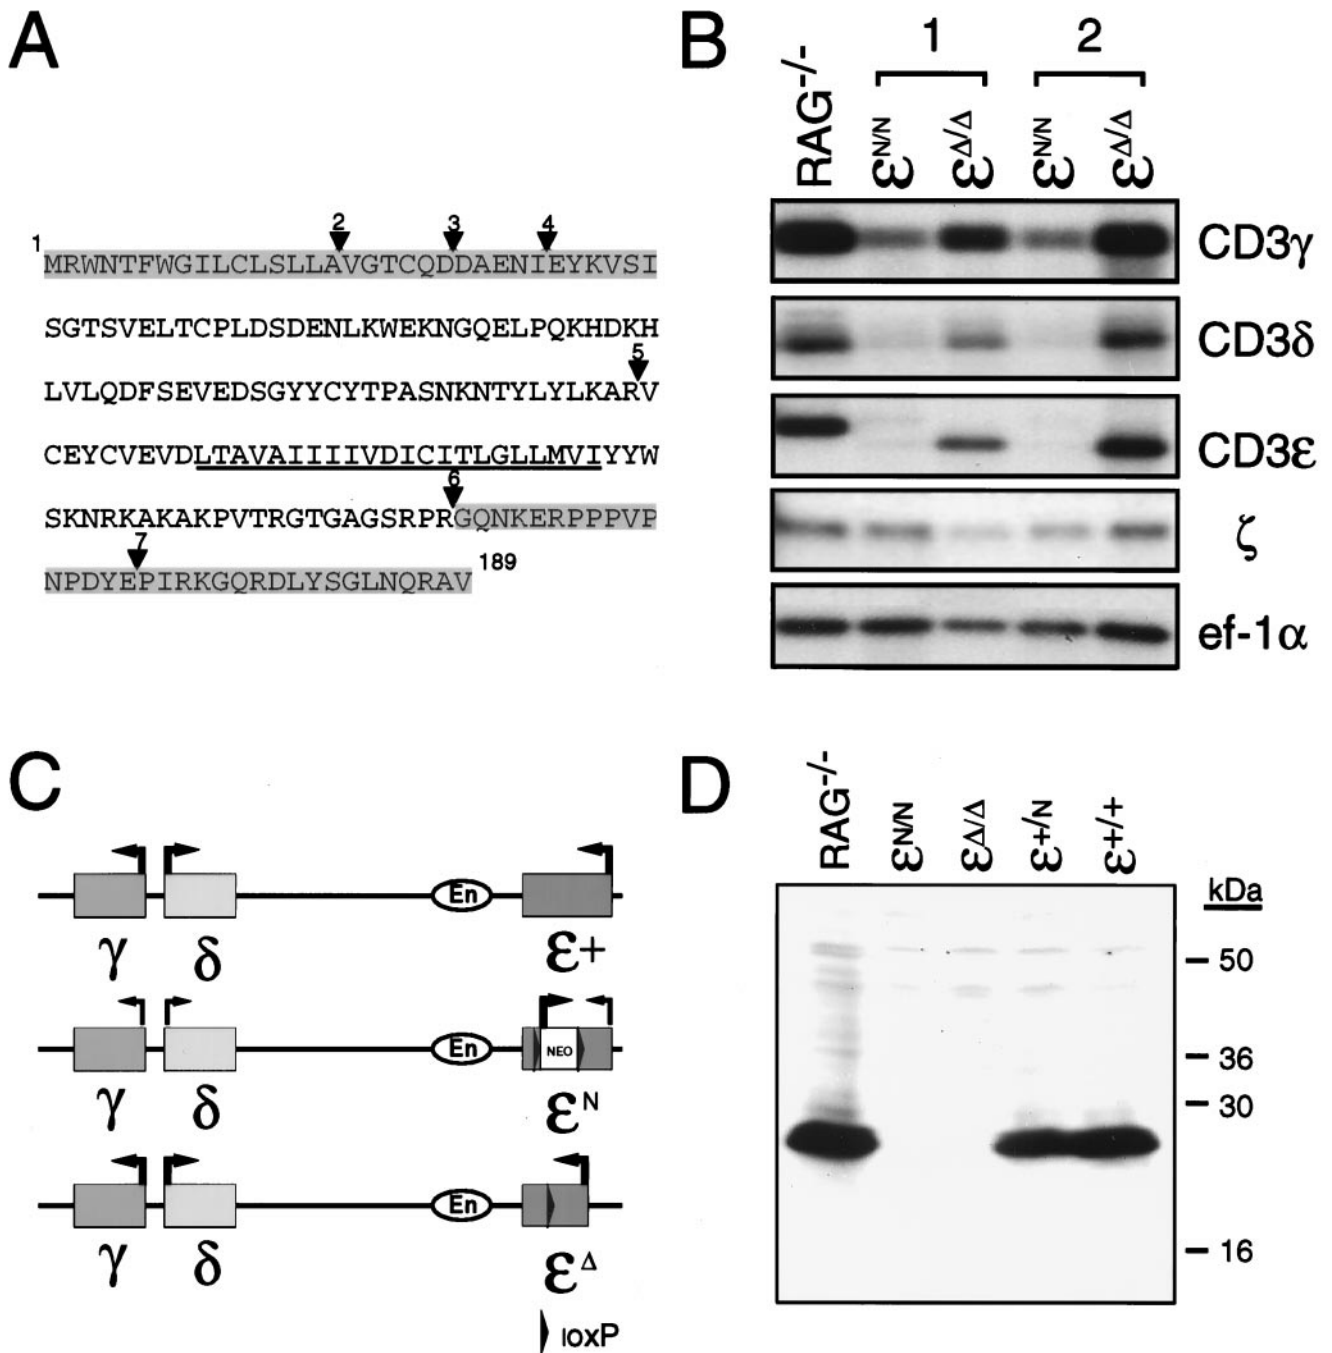 A
2 3 4
1
MRWNTFWGILCLSLLAVGTCQDDAENIEYKVSI
SGTSVELTCPLDSDENLKWEKNGQELPQKHDKH
5
LVLQDFSEVEDSGYYCYTPASNKNTYLYLKARV
CEYCVEVDLTAVAIIIIVDICITLGLLMVIYYW
6
SKNRKAKAKPVTRGTGAGSRPRGQNKERPPPVP
7 189
NPDYEPIRKGQRDLYSGLNQRAV
B
1 2
RAG-/- εN/N εΔ/Δ εN/N εΔ/Δ
CD3γ
CD3δ
CD3ε
ζ
ef-1α
C
En
γ δ ε+
En NEO
γ δ εN
En
γ δ εΔ
loxP
D
RAG-/- εN/N εΔ/Δ ε+/N ε+/+
kDa
50
36
30
16